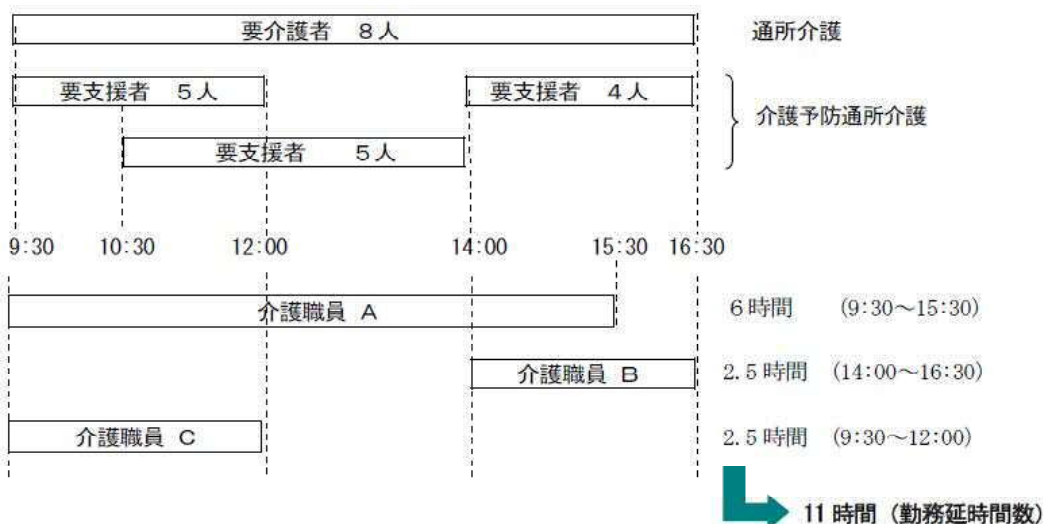 要介護者 8人 通所介護
要支援者 5人 要支援者 4人
介護予防通所介護
要支援者 5人
9:30 10:30 12:00 14:00 15:30 16:30
介護職員 A 6時間 (9:30~15:30)
介護職員 B 2.5時間 (14:00~16:30)
介護職員 C 2.5時間 (9:30~12:00)
11時間(勤務延時間数)